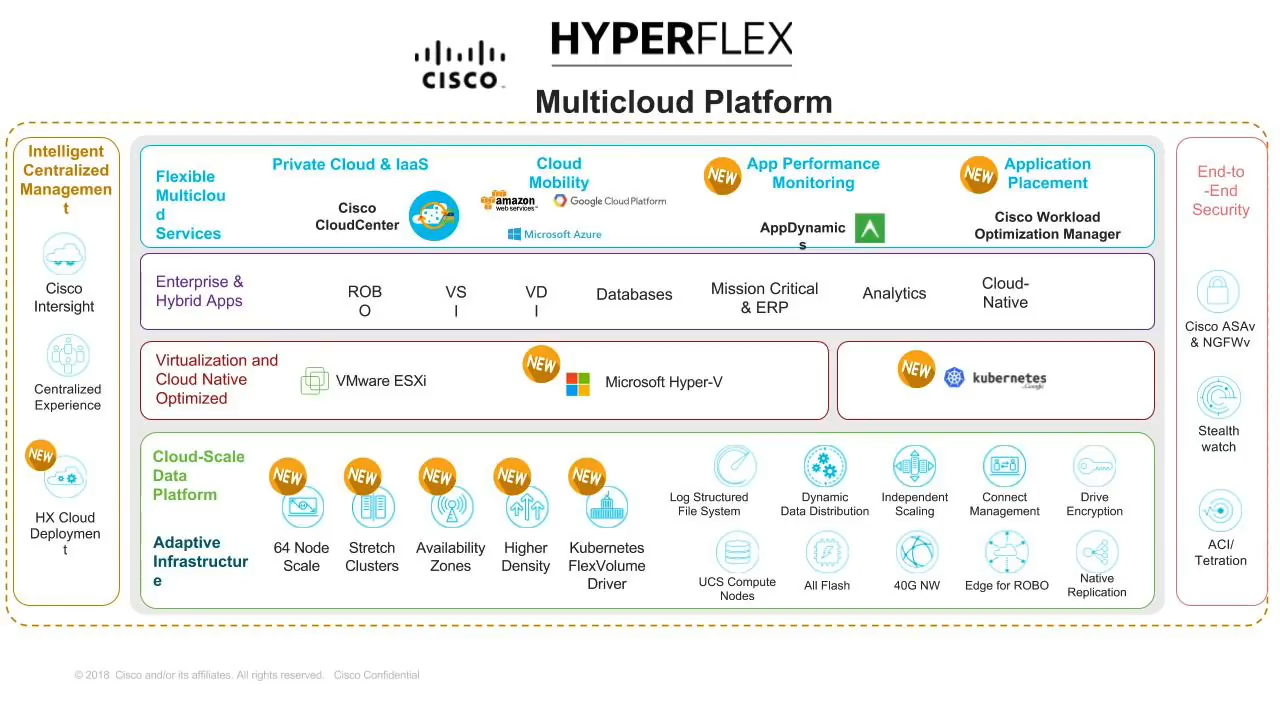 CISCO
HYPERFLEX
Multicloud Platform
Intelligent
Centralized
Managemen
t
Cisco
Intersight
Centralized
Experience
NEW
HX Cloud
Deploymen
t
Flexible
Multiclou
d
Services
Private Cloud & IaaS
Cisco
CloudCenter
Cloud
Mobility
amazon
web services™
Google Cloud Platform
Microsoft Azure
NEW
App Performance
Monitoring
AppDynamic
s
NEW
Application
Placement
Cisco Workload
Optimization Manager
Enterprise &
Hybrid Apps
ROB
O
VS
I
VD
I
Databases
Mission Critical
& ERP
Analytics
Cloud-
Native
Virtualization and
Cloud Native
Optimized
VMware ESXi
NEW
Microsoft Hyper-V
NEW
kubernetes
by Google
Cloud-Scale
Data
Platform
Adaptive
Infrastructur
e
NEW
64 Node
Scale
NEW
Stretch
Clusters
NEW
Availability
Zones
NEW
Higher
Density
NEW
Kubernetes
FlexVolume
Driver
Log Structured
File System
Dynamic
Data Distribution
Independent
Scaling
Connect
Management
Drive
Encryption
UCS Compute
Nodes
All Flash
40G NW
Edge for ROBO
Native
Replication
End-to
-End
Security
Cisco ASAv
& NGFWv
Stealth
watch
ACI/
Tetration
© 2018 Cisco and/or its affiliates. All rights reserved. Cisco Confidential